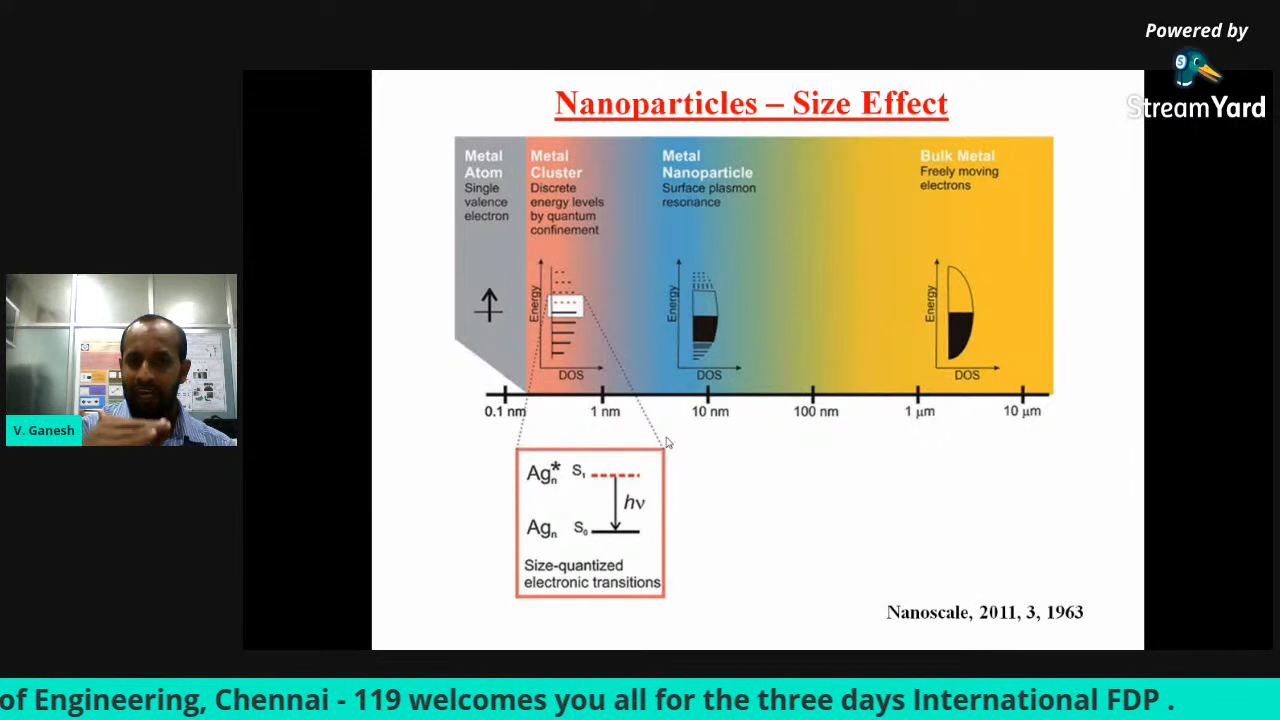 Powered by
StreamYard
Nanoparticles – Size Effect
Metal
Atom
Single
valence
electron
Metal
Cluster
Discrete
energy levels
by quantum
confinement
Metal
Nanoparticle
Surface plasmon
resonance
Bulk Metal
Freely moving
electrons
Energy
DOS
Energy
DOS
Energy
DOS
0.1 nm
1 nm
10 nm
100 nm
1 μm
10 μm
V. Ganesh
Agn* S1
hν
Agn S0
Size-quantized
electronic transitions
Nanoscale, 2011, 3, 1963
of Engineering, Chennai - 119 welcomes you all for the three days International FDP .